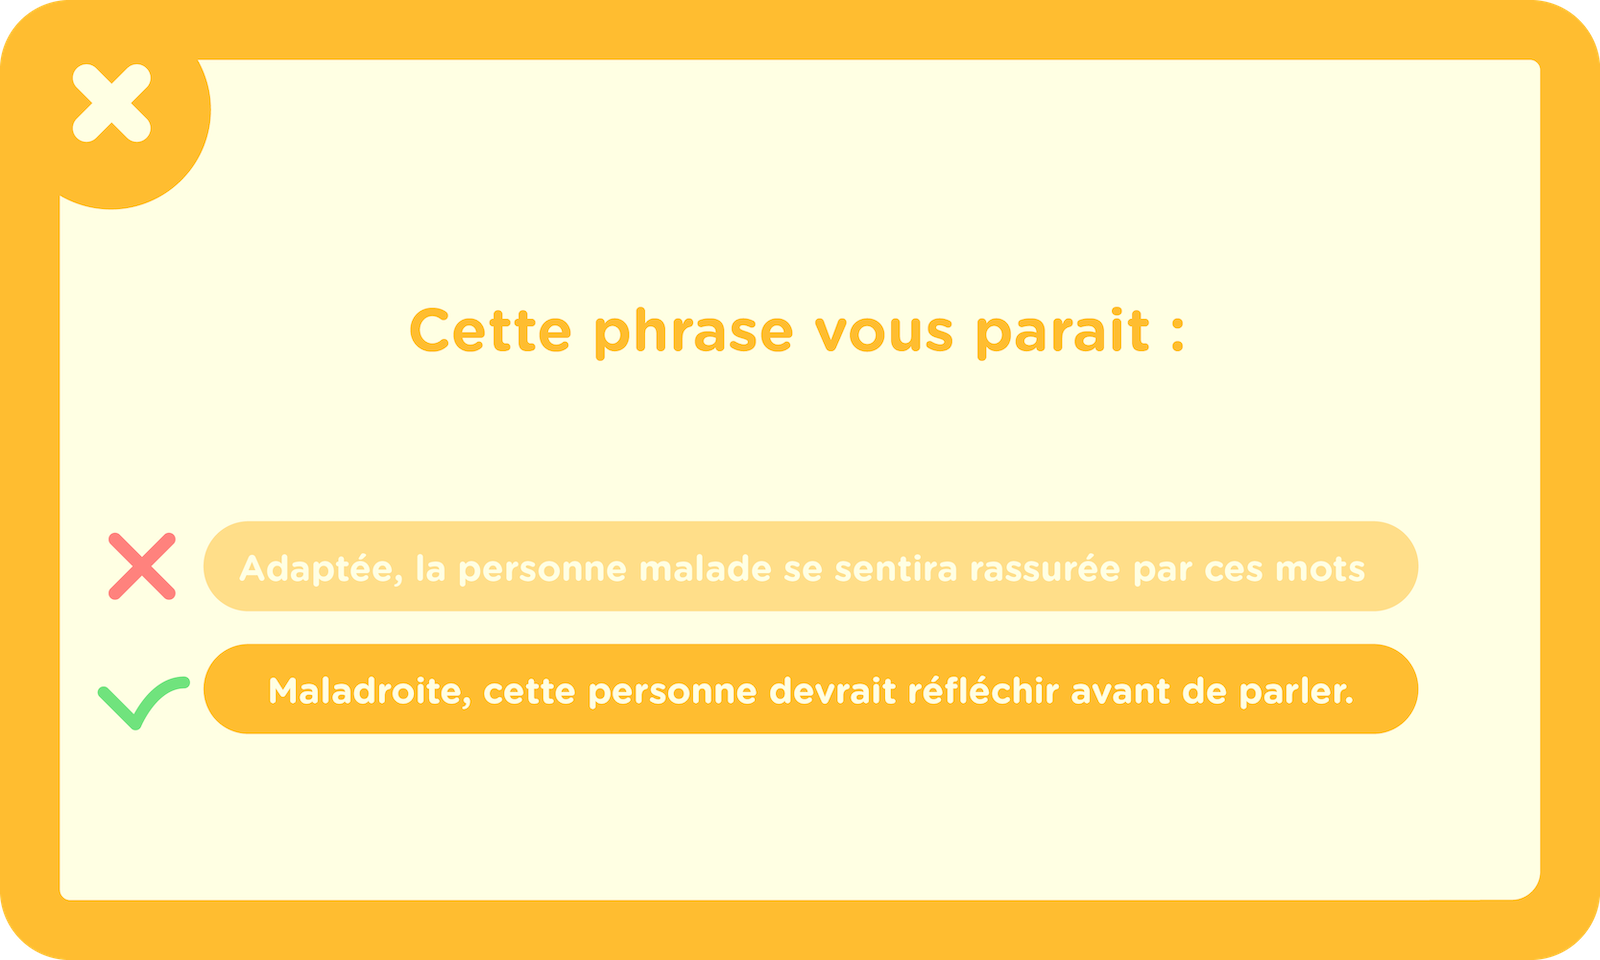 Cette phrase vous parait :
Adaptée, la personne malade se sentira rassurée par ces mots
Maladroite, cette personne devrait réfléchir avant de parler.